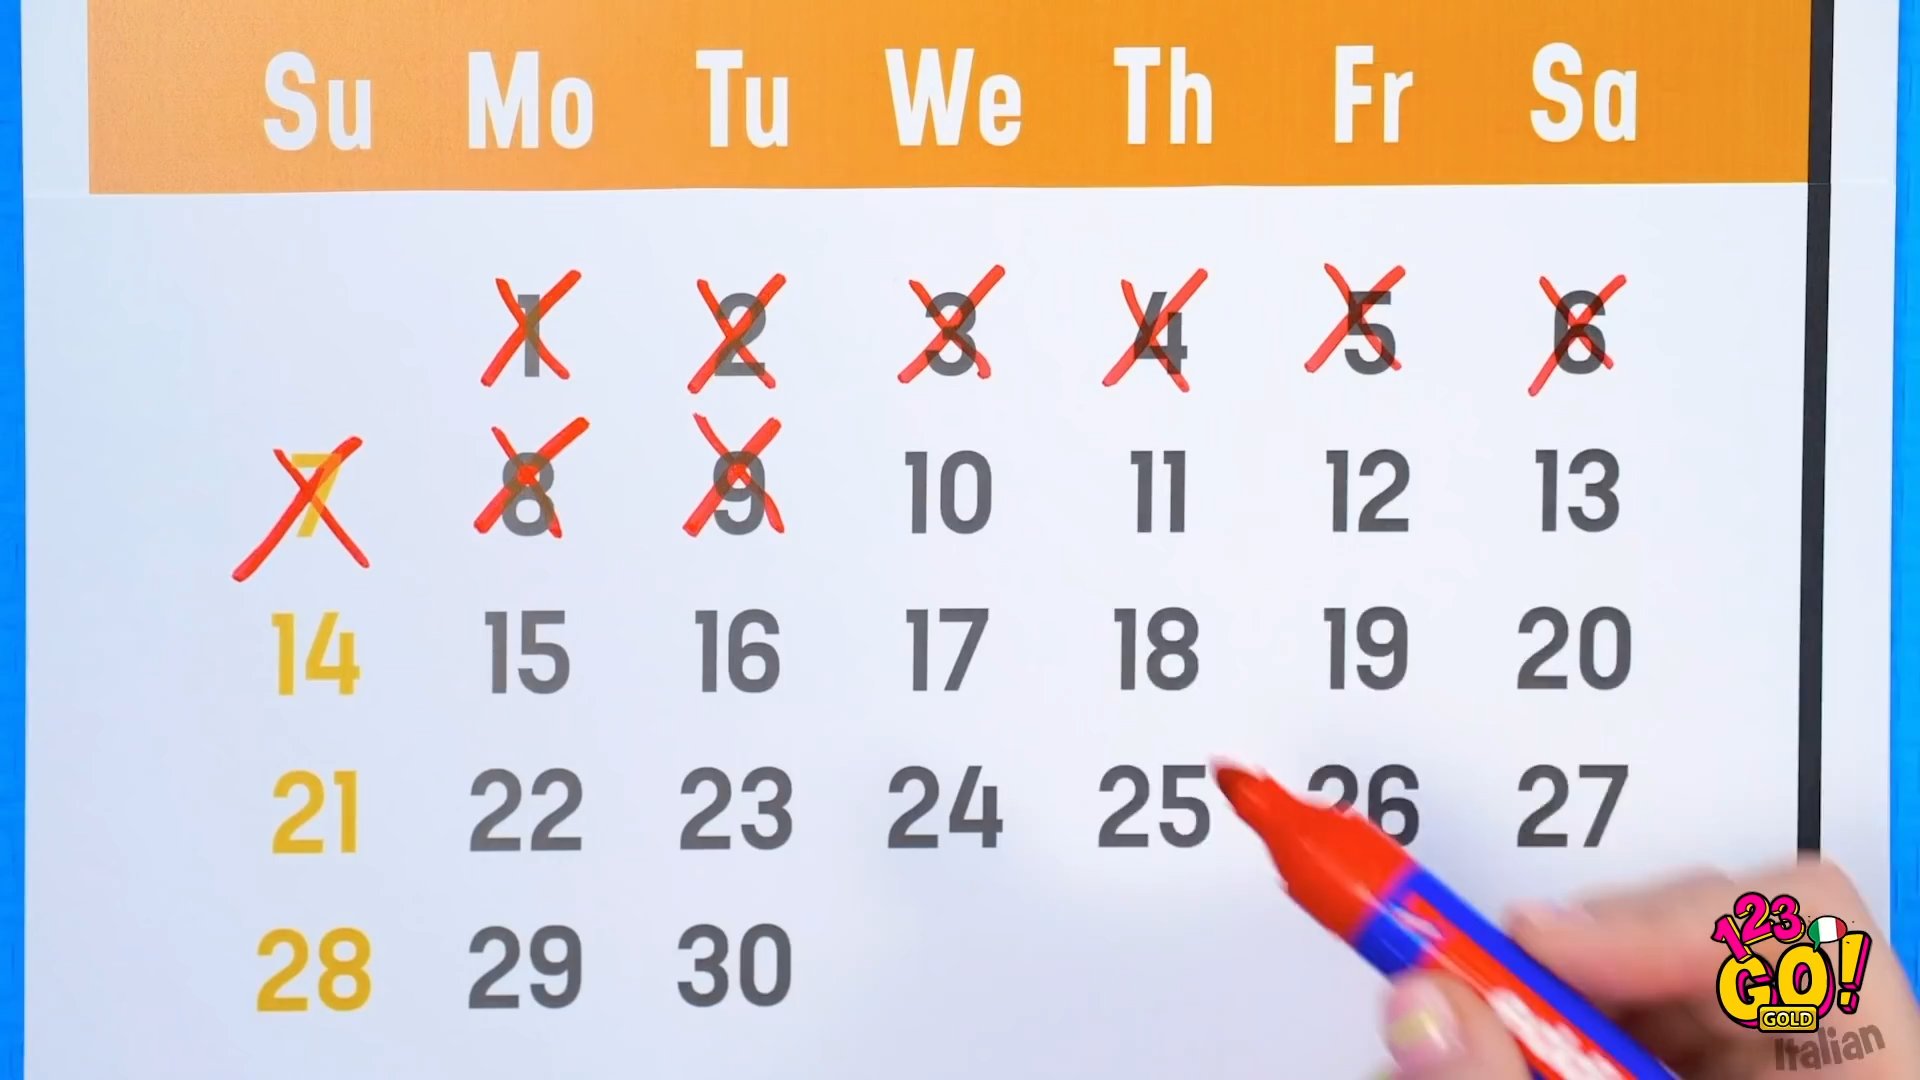 Su Mo Tu We Th Fr Sa
1 2 3 4 5 6
7 8 9 10 11 12 13
14 15 16 17 18 19 20
21 22 23 24 25 26 27
28 29 30
123
GO!
GOLD
Italian